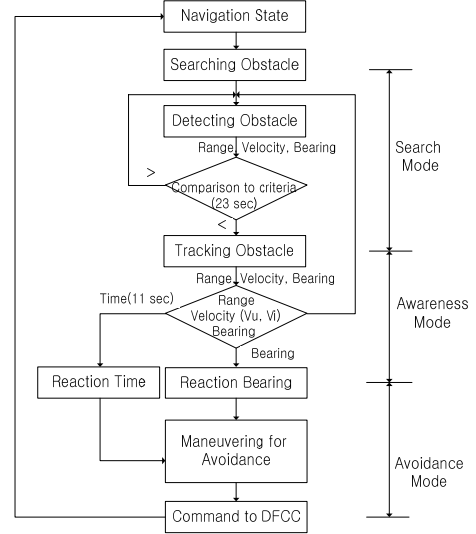 Navigation State
Searching Obstacle
Detecting Obstacle
Range, Velocity, Bearing
>
Comparison to criteria
(23 sec)
<
Search
Mode
Tracking Obstacle
Range, Velocity, Bearing
Time(11 sec)
Range
Velocity (Vu, Vi)
Bearing
Awareness
Mode
Bearing
Reaction Time
Reaction Bearing
Maneuvering for
Avoidance
Avoidance
Mode
Command to DFCC